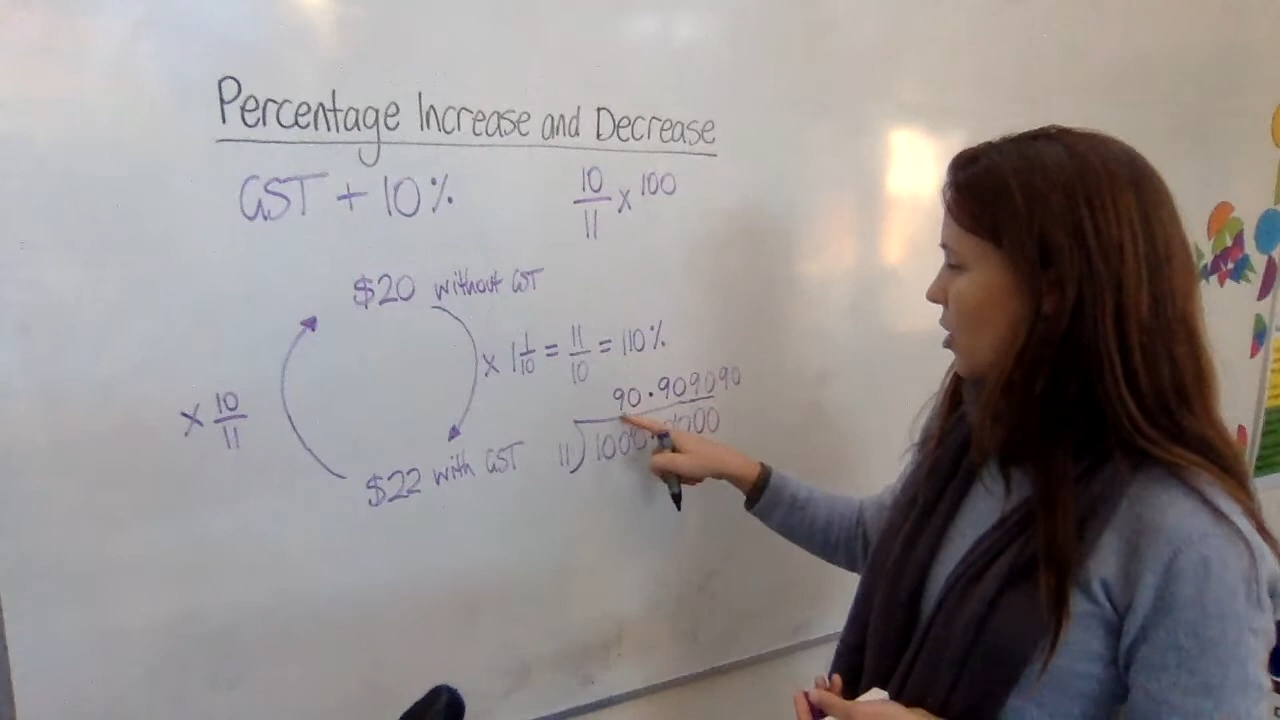 Percentage Increase and Decrease
GST + 10%
10/11 x 100
$20 without GST
x 1 1/10 = 11/10 = 110%
x 10/11
90.909090
$22 with GST
11)1000.0000